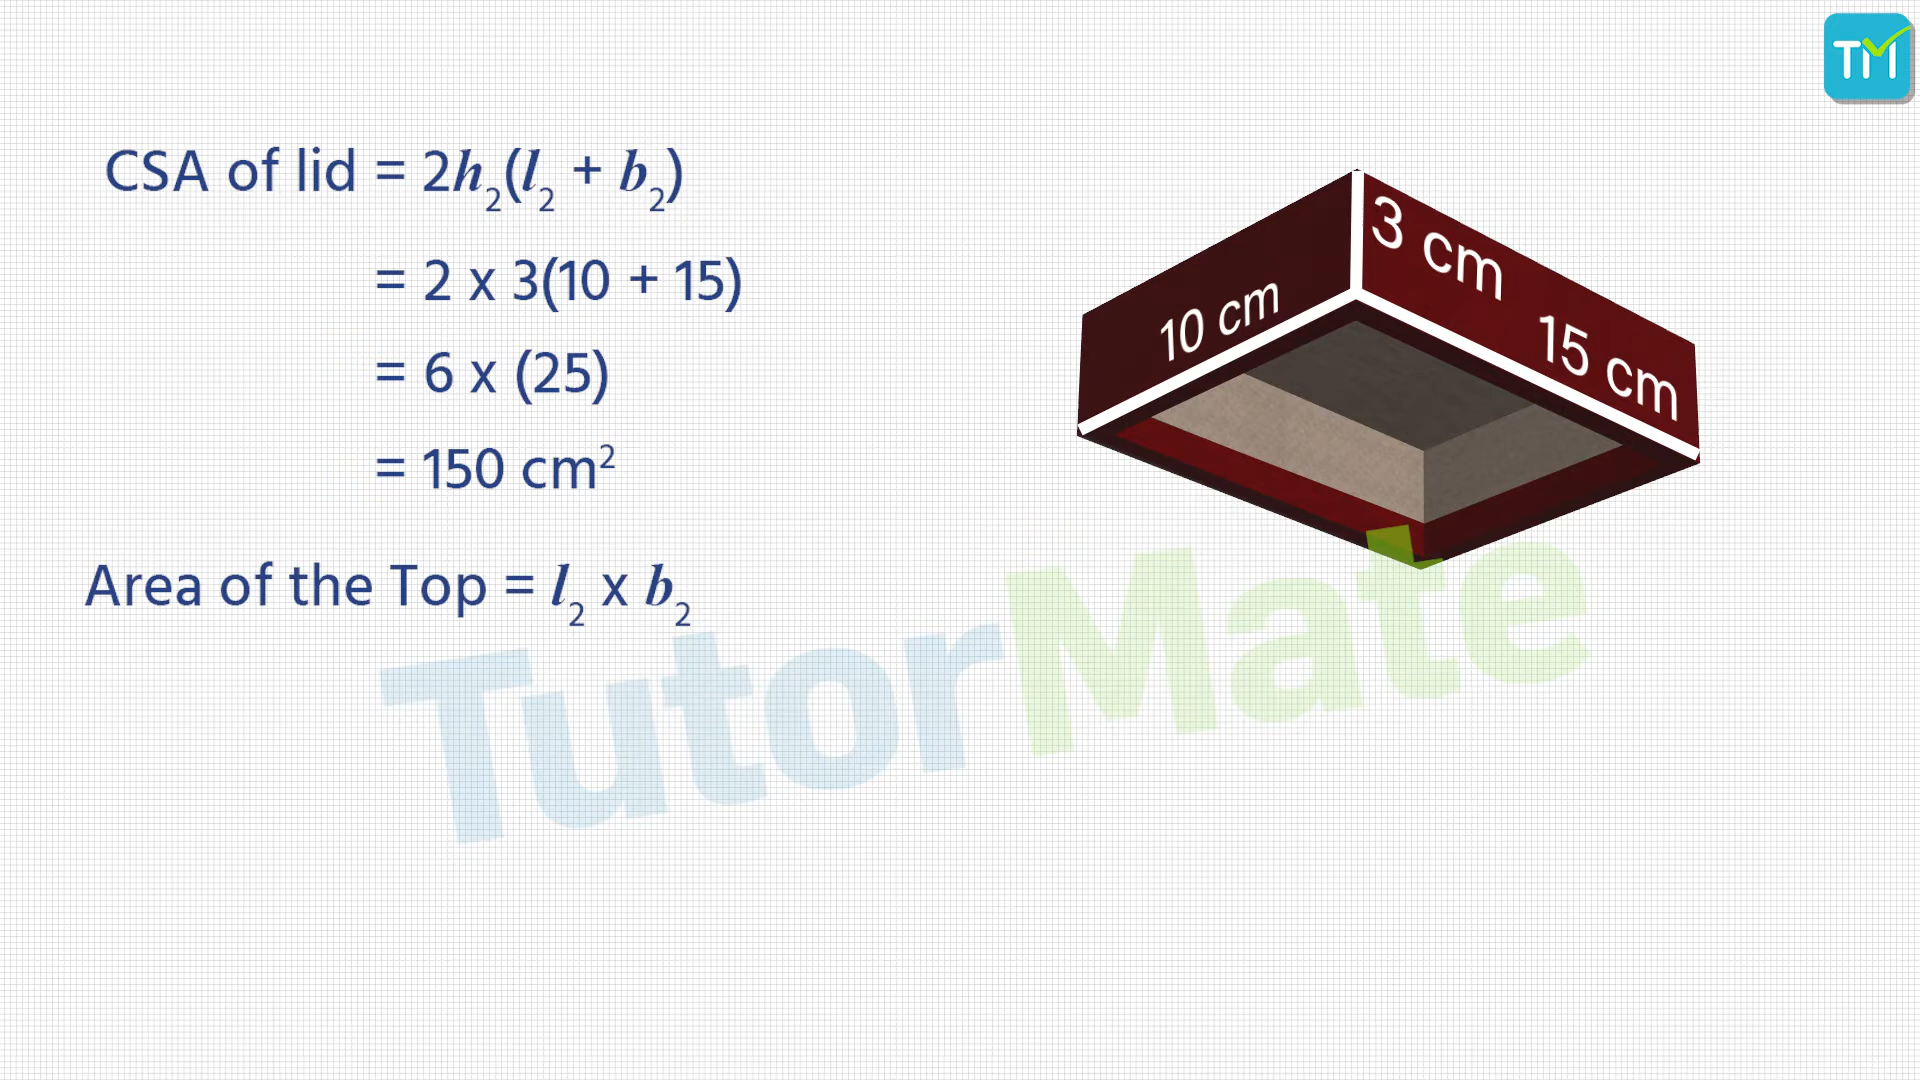 TM
CSA of lid = 2h₂(l₂ + b₂)
= 2 x 3(10 + 15)
= 6 x (25)
= 150 cm²
Area of the Top = l₂ x b₂
3 cm
10 cm
15 cm
TutorMate